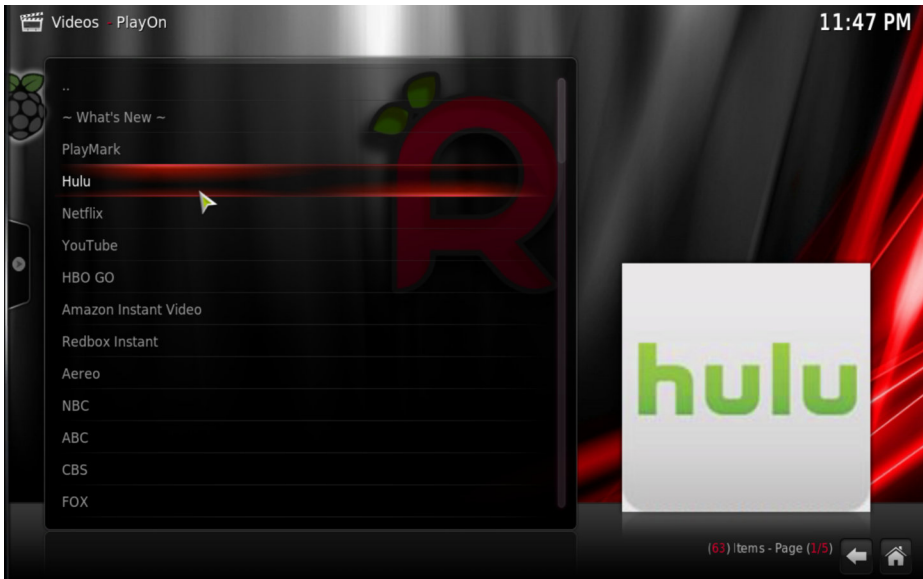 Videos - PlayOn
11:47 PM
..
~ What's New ~
PlayMark
Hulu
Netflix
YouTube
HBO GO
Amazon Instant Video
Redbox Instant
Aereo
NBC
ABC
CBS
FOX
R
hulu
(63) Items - Page (1/5)